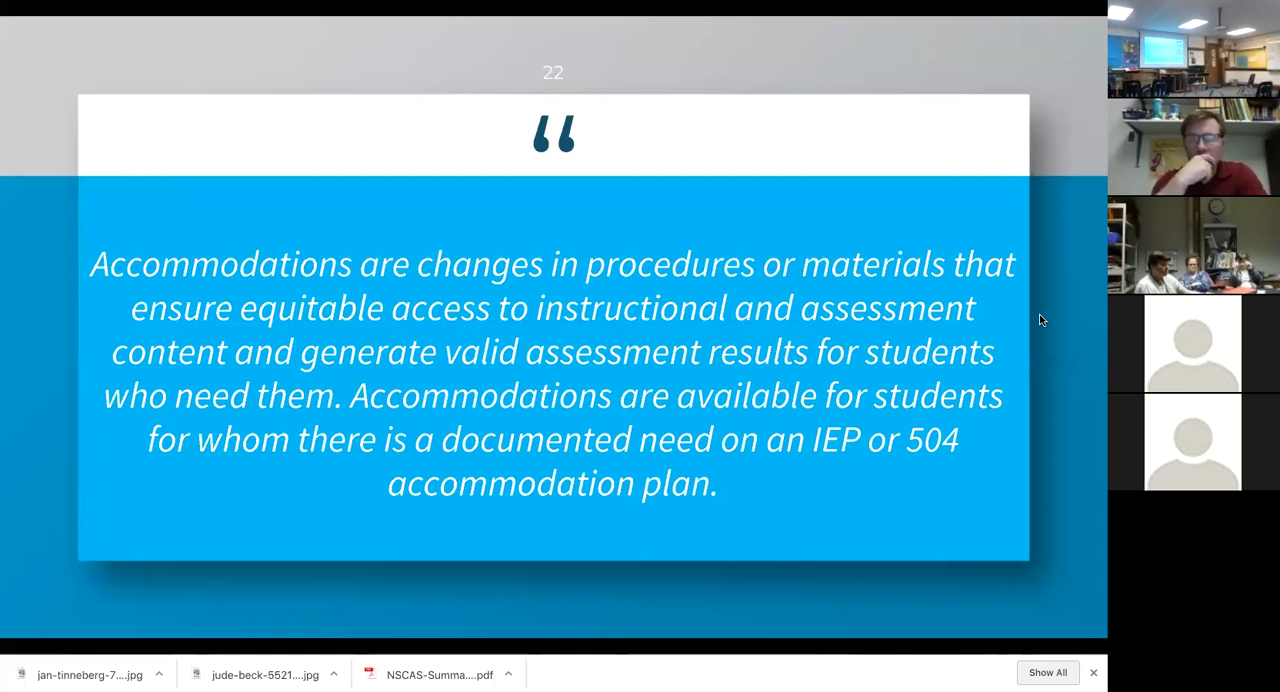 22
“
Accommodations are changes in procedures or materials that
ensure equitable access to instructional and assessment
content and generate valid assessment results for students
who need them. Accommodations are available for students
for whom there is a documented need on an IEP or 504
accommodation plan.
jan-tinneberg-7....jpg
jude-beck-5521....jpg
NSCAS-Summa....pdf
Show All